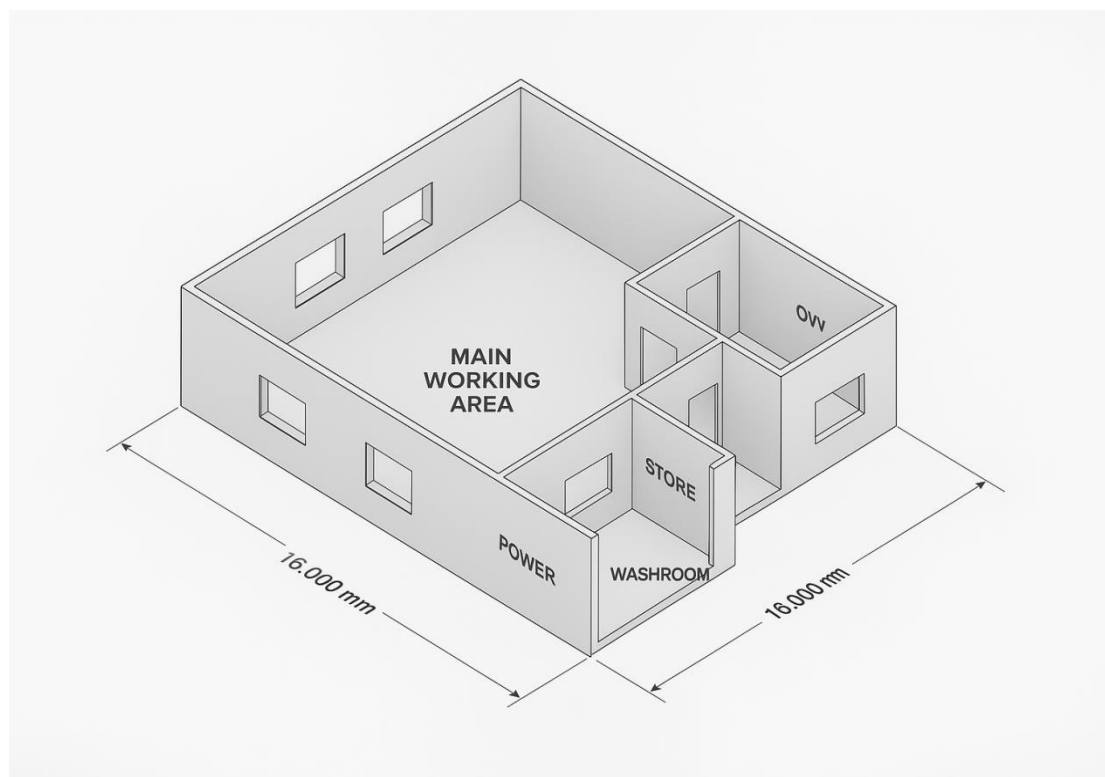 OVV
MAIN
WORKING
AREA
STORE
POWER
WASHROOM
16.000 mm
16.000 mm